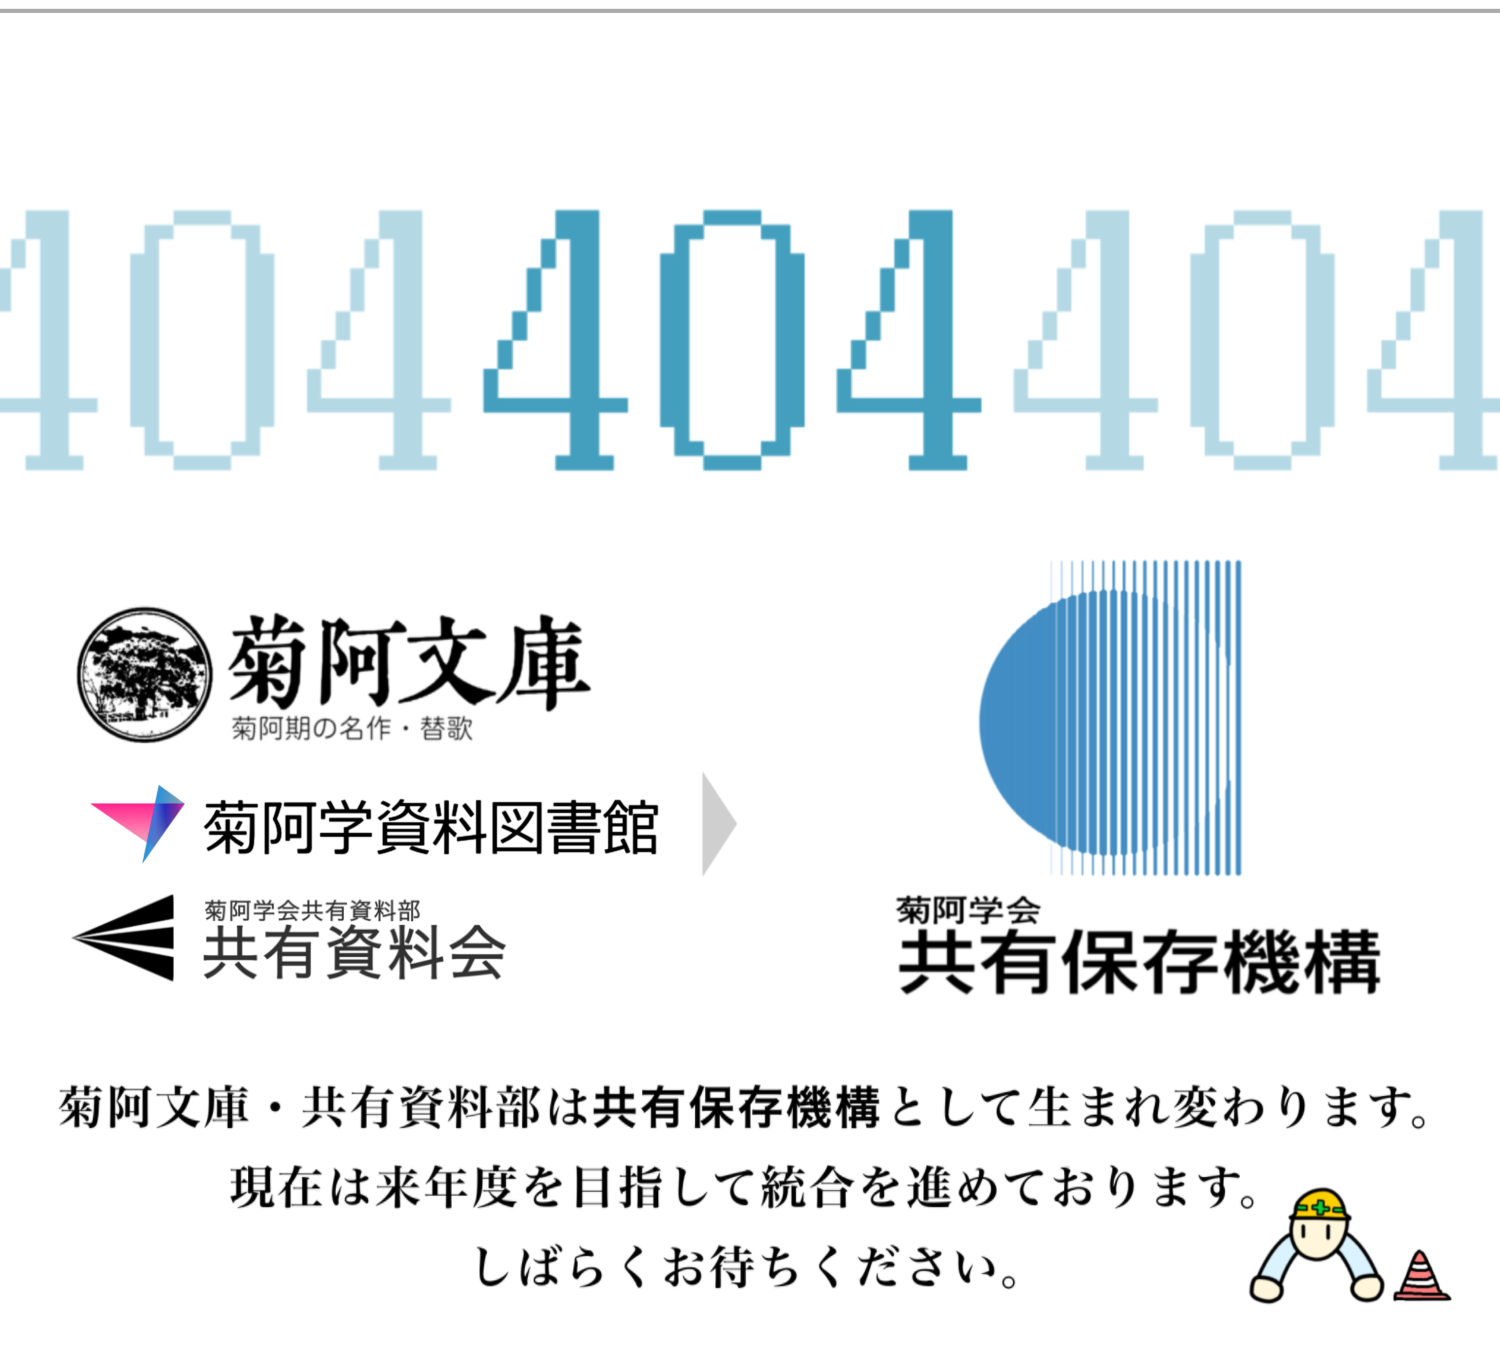 404 404 404
菊阿文庫
菊阿期の名作・替歌
菊阿学資料図書館
菊阿学会共有資料部
共有資料会
菊阿学会
共有保存機構
菊阿文庫・共有資料部は共有保存機構として生まれ変わります。
現在は来年度を目指して統合を進めております。
しばらくお待ちください。